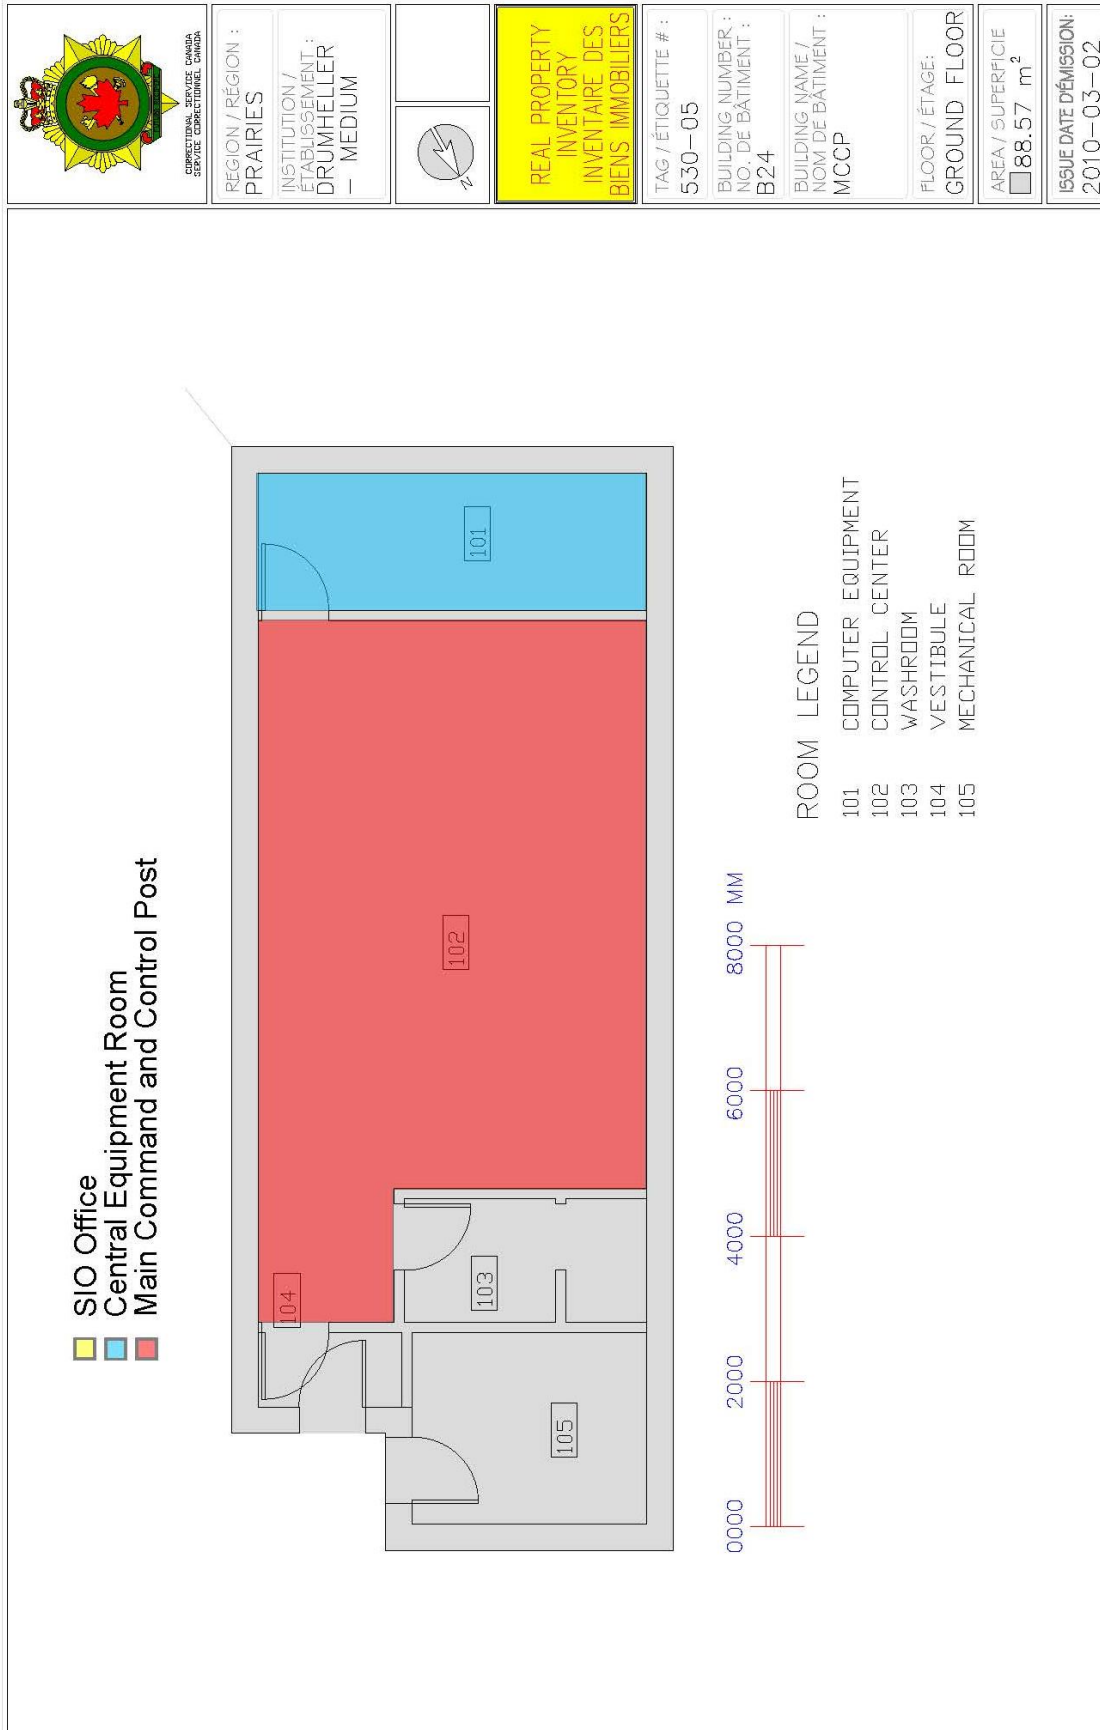 SIO Office
Central Equipment Room
Main Command and Control Post
104
103
105
102
101
0000
2000
4000
6000
8000 MM
ROOM LEGEND
101 COMPUTER EQUIPMENT
102 CONTROL CENTER
103 WASHROOM
104 VESTIBULE
105 MECHANICAL ROOM
CORRECTIONAL SERVICE CANADA
SERVICE CORRECTIONNEL CANADA
REGION / RÉGION :
PRAIRIES
INSTITUTION /
ÉTABLISSEMENT :
DRUMHELLER
- MEDIUM
N
REAL PROPERTY
INVENTORY
INVENTAIRE DES
BIENS IMMOBILIERS
TAG / ÉTIQUETTE # :
530-05
BUILDING NUMBER :
NO. DE BÂTIMENT :
B24
BUILDING NAME /
NOM DE BÂTIMENT :
MCCP
FLOOR / ÉTAGE:
GROUND FLOOR
AREA / SUPERFICIE
88.57 m²
ISSUE DATE D'ÉMISSION:
2010-03-02